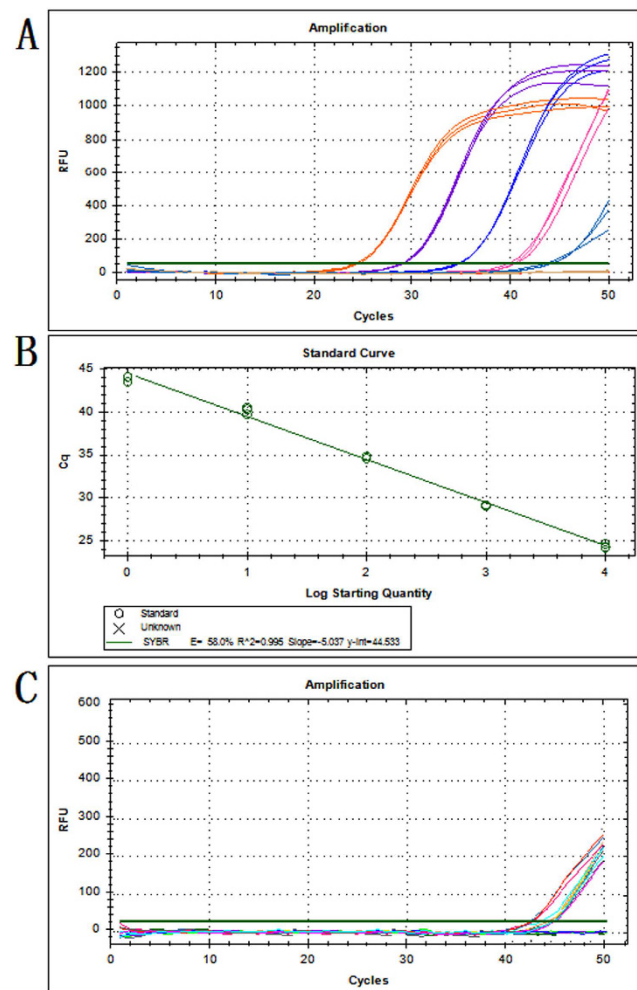 A
Amplification
1200
1000
800
600
400
200
0
RFU
0 10 20 30 40 50
Cycles
B
Standard Curve
45
40
35
30
25
Cq
0 1 2 3 4
Log Starting Quantity
Standard
Unknown
SYBR E= 58.0% R^2=0.995 Slope=-5.037 y-int=44.533
C
Amplification
600
500
400
300
200
100
0
RFU
0 10 20 30 40 50
Cycles